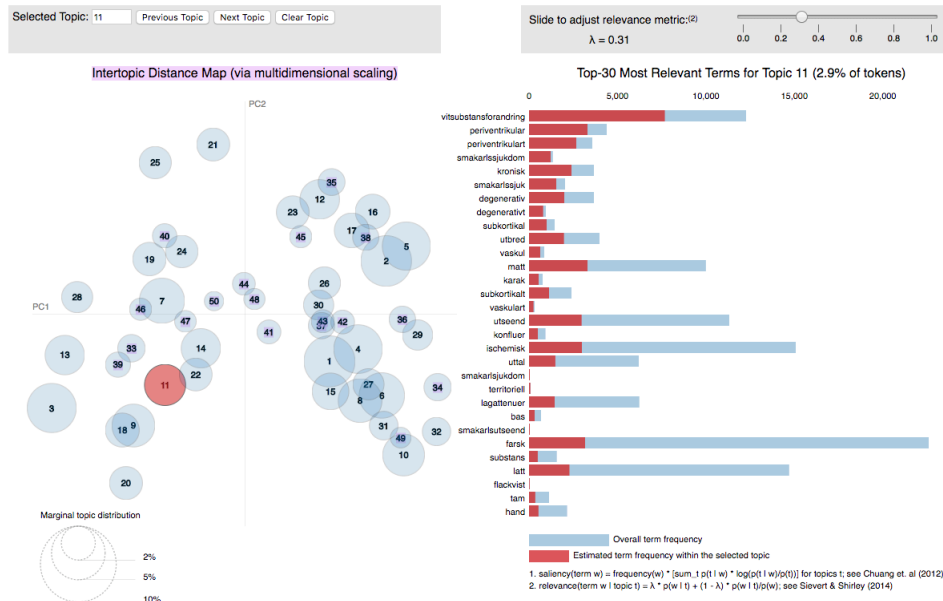 Selected Topic: 11 Previous Topic Next Topic Clear Topic
Slide to adjust relevance metric:(2)
λ = 0.31
0.0 0.2 0.4 0.6 0.8 1.0
Intertopic Distance Map (via multidimensional scaling)
PC2
PC1
21
25
35
12
23
16
17
38
45
5
2
40
24
19
26
44
48
30
28
7
50
46
47
43
37
42
36
41
29
33
14
13
39
22
11
1
4
34
27
15
8
6
3
9
18
31
32
49
10
20
Marginal topic distribution
2%
5%
10%
Top-30 Most Relevant Terms for Topic 11 (2.9% of tokens)
0 5,000 10,000 15,000 20,000
vitsubstansforandring
periventrikular
periventrikulart
smakarlssjukdom
kronisk
smakarlssjuk
degenerativ
degenerativt
subkortikal
utbred
vaskul
matt
karak
subkortikalt
vaskulart
utseend
konfluer
ischemisk
uttal
smakarlsjukdom
territoriell
lagattenuer
bas
smakarlsutseend
farsk
substans
latt
flackvist
tam
hand
Overall term frequency
Estimated term frequency within the selected topic
1. saliency(term w) = frequency(w) * [sum_t p(t | w) * log(p(t | w)/p(t))] for topics t; see Chuang et. al (2012)
2. relevance(term w | topic t) = λ * p(w | t) + (1 - λ) * p(w | t)/p(w); see Sievert & Shirley (2014)